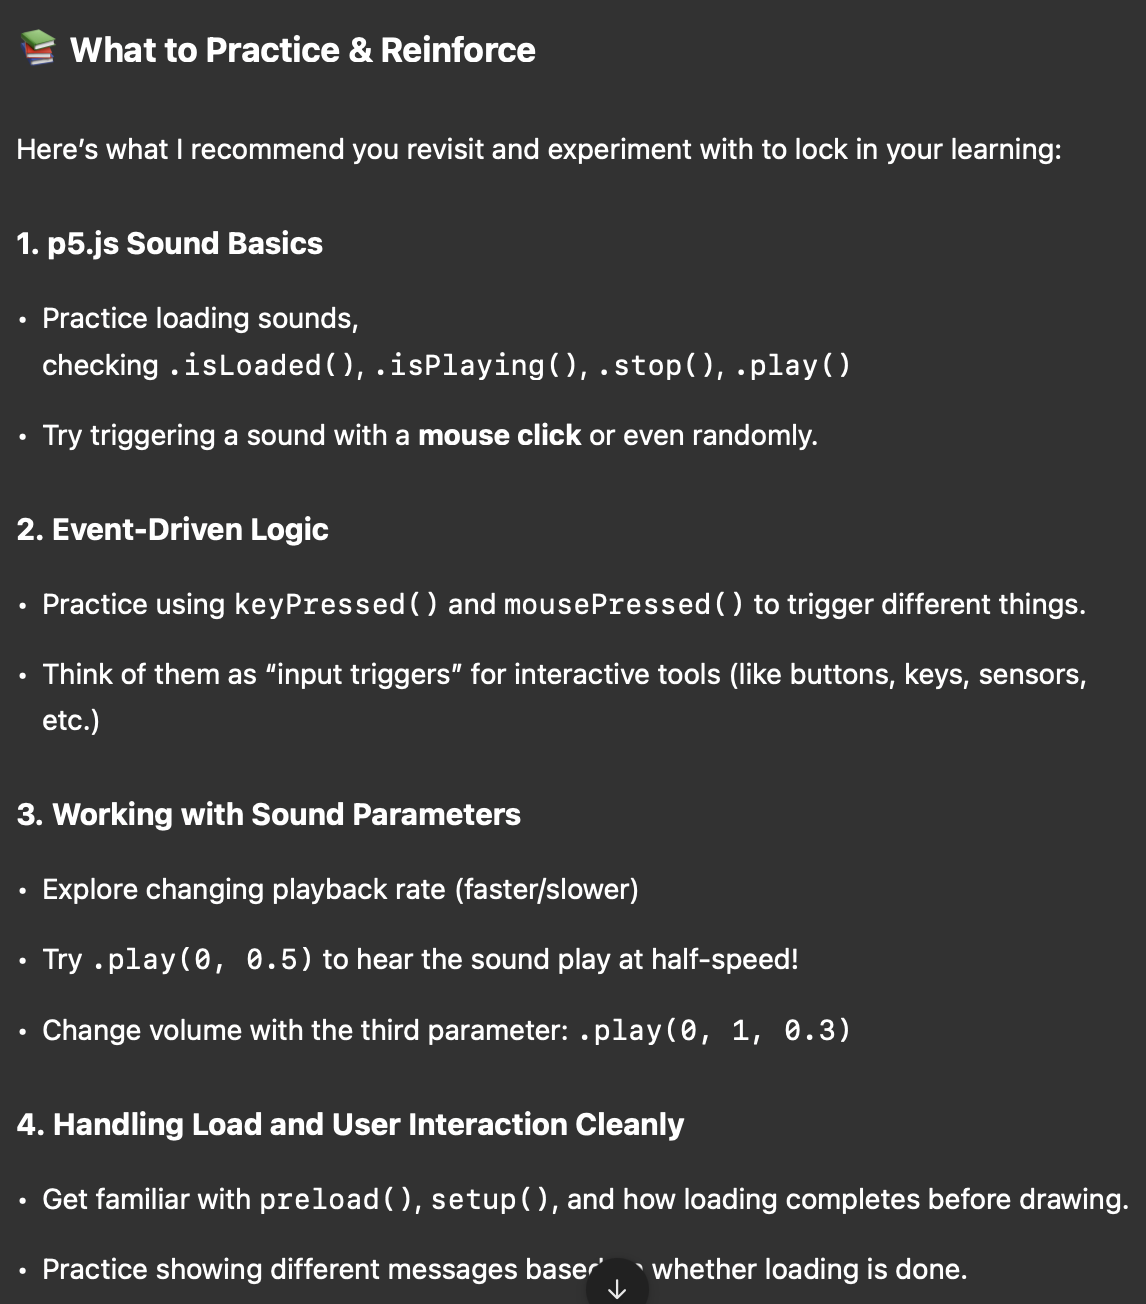 What to Practice & Reinforce
Here’s what I recommend you revisit and experiment with to lock in your learning:
1. p5.js Sound Basics
• Practice loading sounds,
checking .isLoaded(), .isPlaying(), .stop(), .play()
• Try triggering a sound with a mouse click or even randomly.
2. Event-Driven Logic
• Practice using keyPressed() and mousePressed() to trigger different things.
• Think of them as “input triggers” for interactive tools (like buttons, keys, sensors,
etc.)
3. Working with Sound Parameters
• Explore changing playback rate (faster/slower)
• Try .play(0, 0.5) to hear the sound play at half-speed!
• Change volume with the third parameter: .play(0, 1, 0.3)
4. Handling Load and User Interaction Cleanly
• Get familiar with preload(), setup(), and how loading completes before drawing.
• Practice showing different messages based whether loading is done.